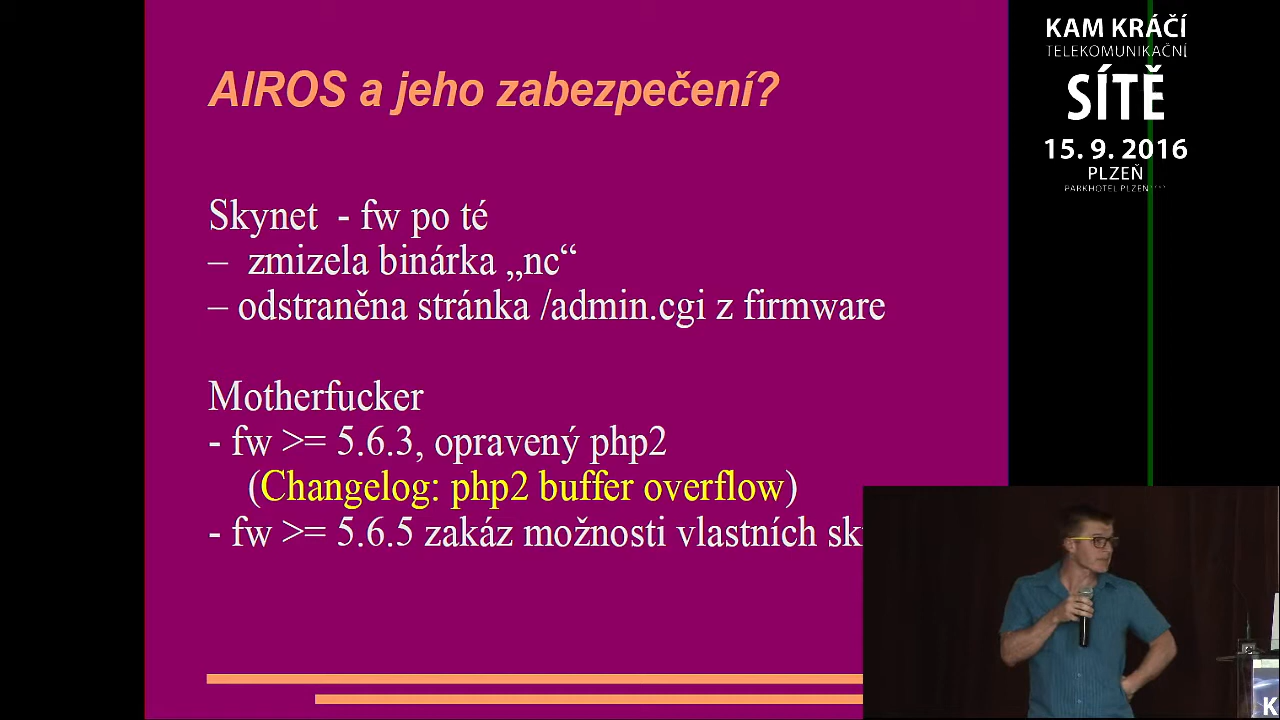 AIROS a jeho zabezpečení?
Skynet - fw po té
– zmizela binárka „nc“
– odstraněna stránka /admin.cgi z firmware
Motherfucker
- fw >= 5.6.3, opravený php2
(Changelog: php2 buffer overflow)
- fw >= 5.6.5 zakáz možnosti vlastních
KAM KRÁČÍ
TELEKOMUNIKAČNÍ
SÍTĚ
15. 9. 2016
PLZEŇ
PARKHOTEL PLZEŇ
K